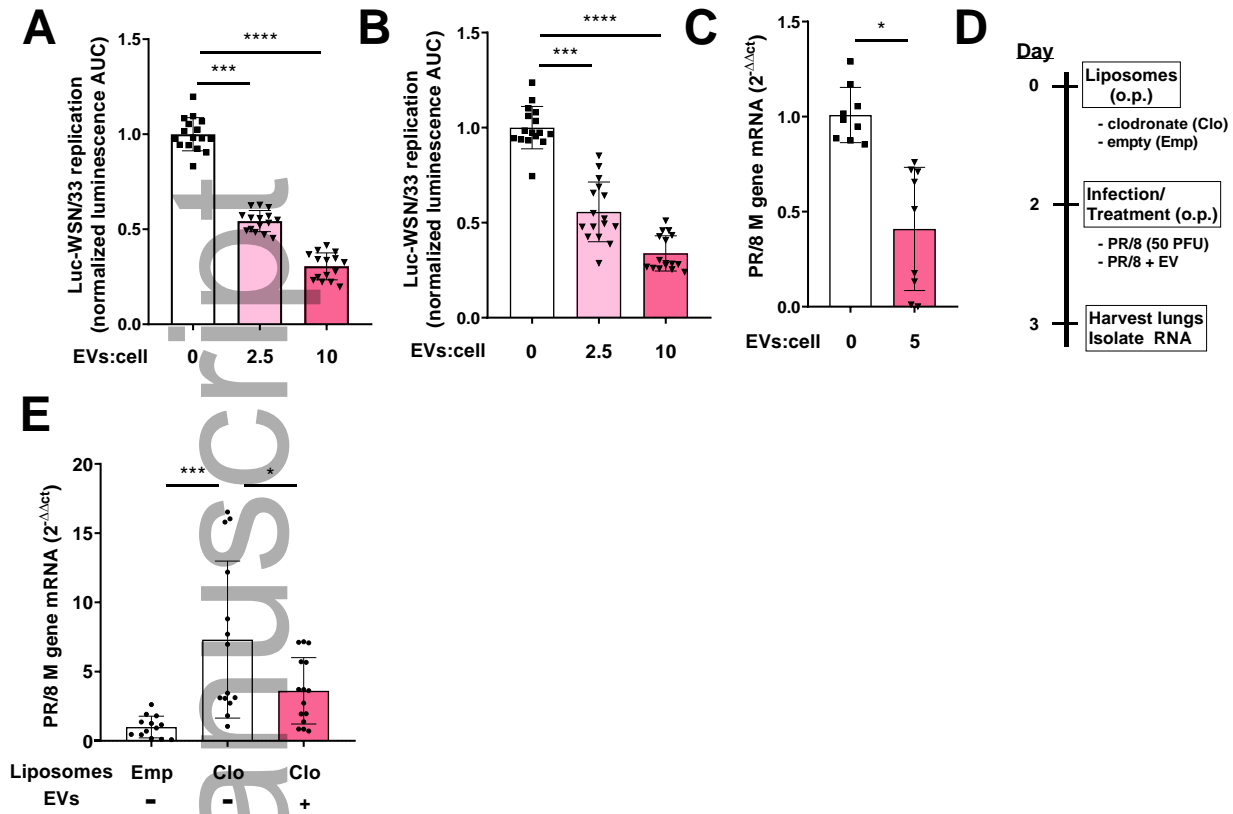 A
Luc-WSN/33 replication
(normalized luminescence AUC)
1.5
1.0
0.5
0.0
***
****
EVs:cell
0
2.5
10
B
Luc-WSN/33 replication
(normalized luminescence AUC)
1.5
1.0
0.5
0.0
***
****
EVs:cell
0
2.5
10
C
PR/8 M gene mRNA (2^-ΔΔct)
1.5
1.0
0.5
0.0
*
EVs:cell
0
5
D
Day
0
Liposomes
(o.p.)
- clodronate (Clo)
- empty (Emp)
2
Infection/
Treatment (o.p.)
- PR/8 (50 PFU)
- PR/8 + EV
3
Harvest lungs
Isolate RNA
E
PR/8 M gene mRNA (2^-ΔΔct)
20
15
10
5
0
***
*
Liposomes Emp Clo Clo
EVs - - +
anuscript